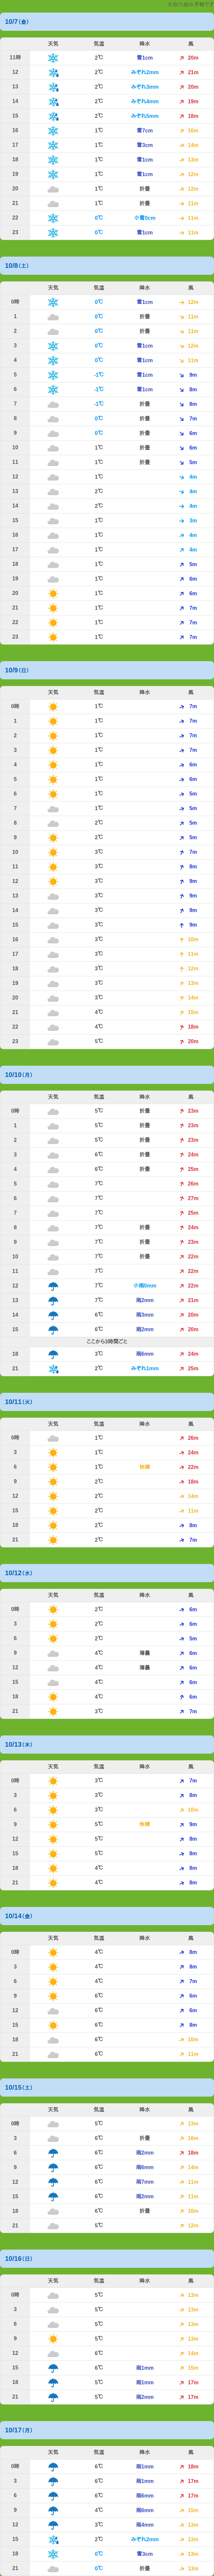 大雪の旅お手軽です
10/7(金)
天気 気温 降水 風
11時 2℃ 雪1cm 20m
12 2℃ みぞれ2mm 21m
13 2℃ みぞれ3mm 20m
14 2℃ みぞれ4mm 19m
15 2℃ みぞれ5mm 18m
16 1℃ 雪7cm 16m
17 1℃ 雪3cm 14m
18 1℃ 雪1cm 13m
19 1℃ 雪1cm 12m
20 1℃ 折曇 12m
21 1℃ 折曇 11m
22 0℃ 小雪0cm 11m
23 0℃ 雪1cm 11m
10/8(土)
天気 気温 降水 風
0時 0℃ 雪1cm 12m
1 0℃ 折曇 11m
2 0℃ 折曇 11m
3 0℃ 雪1cm 12m
4 0℃ 雪1cm 11m
5 -1℃ 雪1cm 9m
6 -1℃ 雪1cm 8m
7 -1℃ 折曇 8m
8 0℃ 折曇 7m
9 0℃ 折曇 6m
10 1℃ 折曇 6m
11 1℃ 折曇 5m
12 1℃ 4m
13 2℃ 4m
14 2℃ 4m
15 1℃ 3m
16 1℃ 4m
17 1℃ 4m
18 1℃ 5m
19 1℃ 6m
20 1℃ 6m
21 1℃ 7m
22 1℃ 7m
23 1℃ 7m
10/9(日)
天気 気温 降水 風
0時 1℃ 7m
1 1℃ 7m
2 1℃ 7m
3 1℃ 7m
4 1℃ 6m
5 1℃ 6m
6 1℃ 5m
7 1℃ 5m
8 2℃ 5m
9 2℃ 5m
10 3℃ 7m
11 3℃ 8m
12 3℃ 9m
13 3℃ 9m
14 3℃ 9m
15 3℃ 9m
16 3℃ 10m
17 3℃ 11m
18 3℃ 12m
19 3℃ 13m
20 3℃ 14m
21 4℃ 15m
22 4℃ 18m
23 5℃ 20m
10/10(月)
天気 気温 降水 風
0時 5℃ 折曇 23m
1 5℃ 折曇 23m
2 5℃ 折曇 23m
3 6℃ 折曇 24m
4 6℃ 折曇 25m
5 7℃ 26m
6 7℃ 27m
7 7℃ 25m
8 7℃ 折曇 24m
9 7℃ 折曇 23m
10 7℃ 折曇 22m
11 7℃ 22m
12 7℃ 小雨0mm 22m
13 7℃ 雨2mm 21m
14 6℃ 雨3mm 20m
15 6℃ 雨2mm 20m
ここから3時間ごと
18 3℃ 雨6mm 24m
21 2℃ みぞれ1mm 25m
10/11(火)
天気 気温 降水 風
0時 1℃ 26m
3 1℃ 24m
6 1℃ 快晴 22m
9 2℃ 18m
12 2℃ 14m
15 2℃ 11m
18 2℃ 8m
21 2℃ 7m
10/12(水)
天気 気温 降水 風
0時 2℃ 6m
3 2℃ 6m
6 2℃ 5m
9 4℃ 薄曇 6m
12 4℃ 薄曇 6m
15 4℃ 6m
18 4℃ 6m
21 3℃ 7m
10/13(木)
天気 気温 降水 風
0時 3℃ 7m
3 3℃ 8m
6 3℃ 10m
9 5℃ 快晴 9m
12 5℃ 8m
15 5℃ 8m
18 4℃ 8m
21 4℃ 8m
10/14(金)
天気 気温 降水 風
0時 4℃ 8m
3 4℃ 8m
6 4℃ 7m
9 6℃ 6m
12 6℃ 6m
15 6℃ 8m
18 6℃ 10m
21 6℃ 11m
10/15(土)
天気 気温 降水 風
0時 5℃ 13m
3 6℃ 折曇 16m
6 6℃ 雨2mm 18m
9 6℃ 雨6mm 14m
12 6℃ 雨7mm 11m
15 6℃ 雨2mm 11m
18 6℃ 折曇 10m
21 5℃ 12m
10/16(日)
天気 気温 降水 風
0時 5℃ 13m
3 5℃ 13m
6 5℃ 13m
9 5℃ 13m
12 6℃ 14m
15 6℃ 雨1mm 15m
18 5℃ 雨1mm 17m
21 5℃ 雨2mm 17m
10/17(月)
天気 気温 降水 風
0時 6℃ 雨1mm 18m
3 6℃ 雨1mm 17m
6 6℃ 雨6mm 17m
9 4℃ 雨6mm 15m
12 3℃ 雨4mm 13m
15 2℃ みぞれ2mm 13m
18 0℃ 雪3cm 13m
21 0℃ 折曇 13m